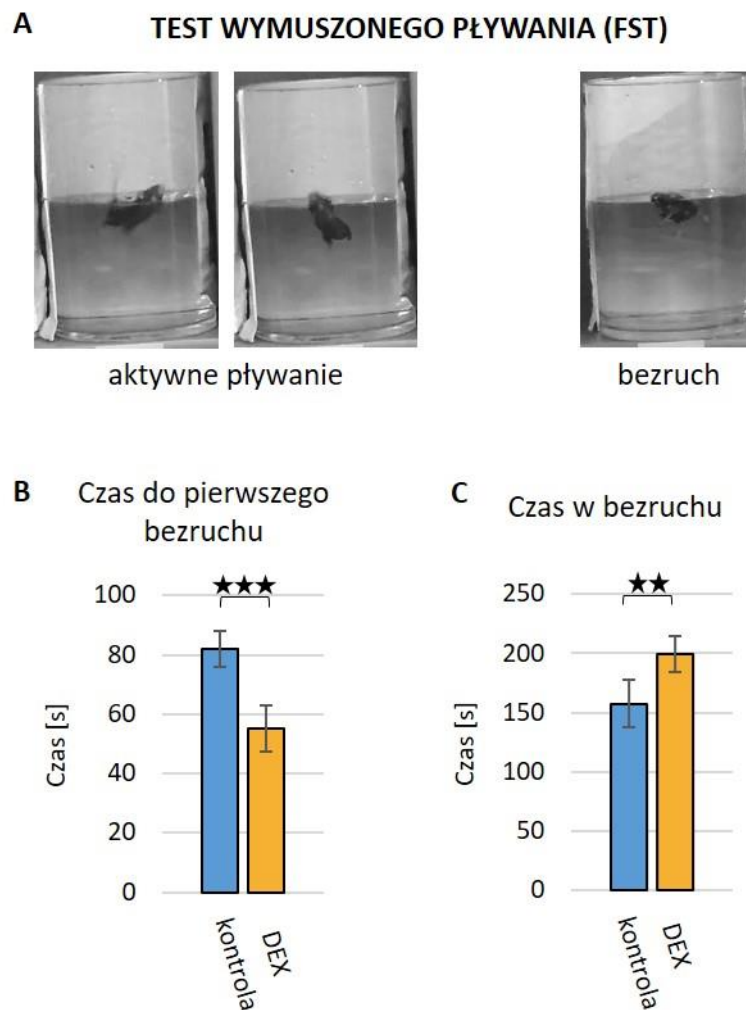 A
TEST WYMUSZONEGO PŁYWANIA (FST)
aktywne pływanie
bezruch
B
Czas do pierwszego
bezruchu
★★★
100
80
60
40
20
0
Czas [s]
kontrola
DEX
C
Czas w bezruchu
★★
250
200
150
100
50
0
Czas [s]
kontrola
DEX